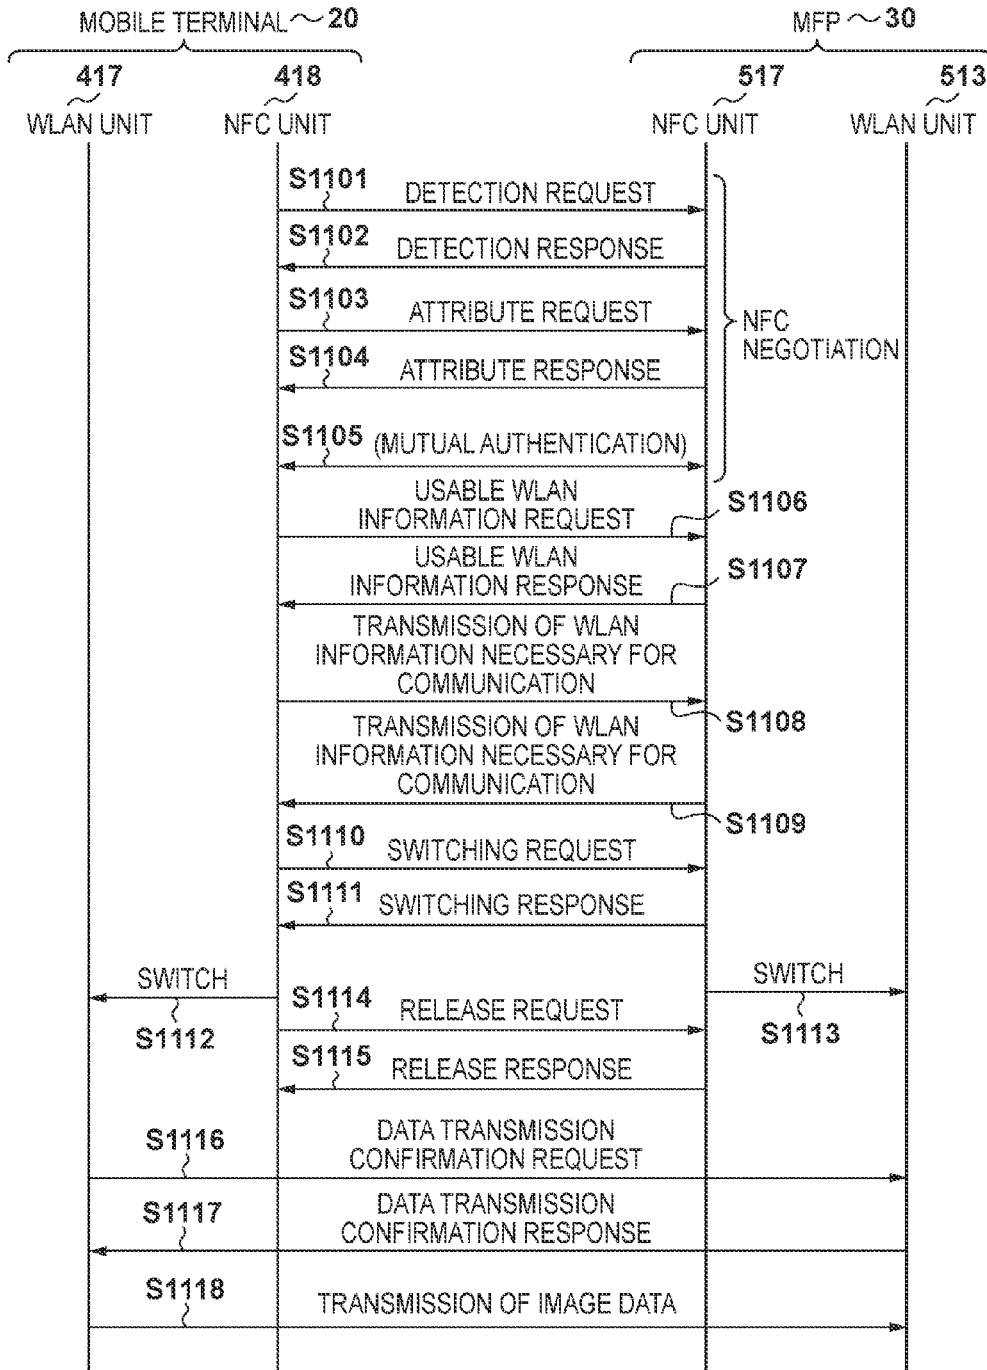 MOBILE TERMINAL 20
MFP 30
417
418
517
513
WLAN UNIT
NFC UNIT
NFC UNIT
WLAN UNIT
S1101
DETECTION REQUEST
S1102
DETECTION RESPONSE
S1103
ATTRIBUTE REQUEST
NFC
NEGOTIATION
S1104
ATTRIBUTE RESPONSE
S1105
(MUTUAL AUTHENTICATION)
USABLE WLAN
INFORMATION REQUEST
S1106
USABLE WLAN
INFORMATION RESPONSE
S1107
TRANSMISSION OF WLAN
INFORMATION NECESSARY FOR
COMMUNICATION
S1108
TRANSMISSION OF WLAN
INFORMATION NECESSARY FOR
COMMUNICATION
S1109
S1110
SWITCHING REQUEST
S1111
SWITCHING RESPONSE
SWITCH
S1112
SWITCH
S1113
S1114
RELEASE REQUEST
S1115
RELEASE RESPONSE
S1116
DATA TRANSMISSION
CONFIRMATION REQUEST
S1117
DATA TRANSMISSION
CONFIRMATION RESPONSE
S1118
TRANSMISSION OF IMAGE DATA